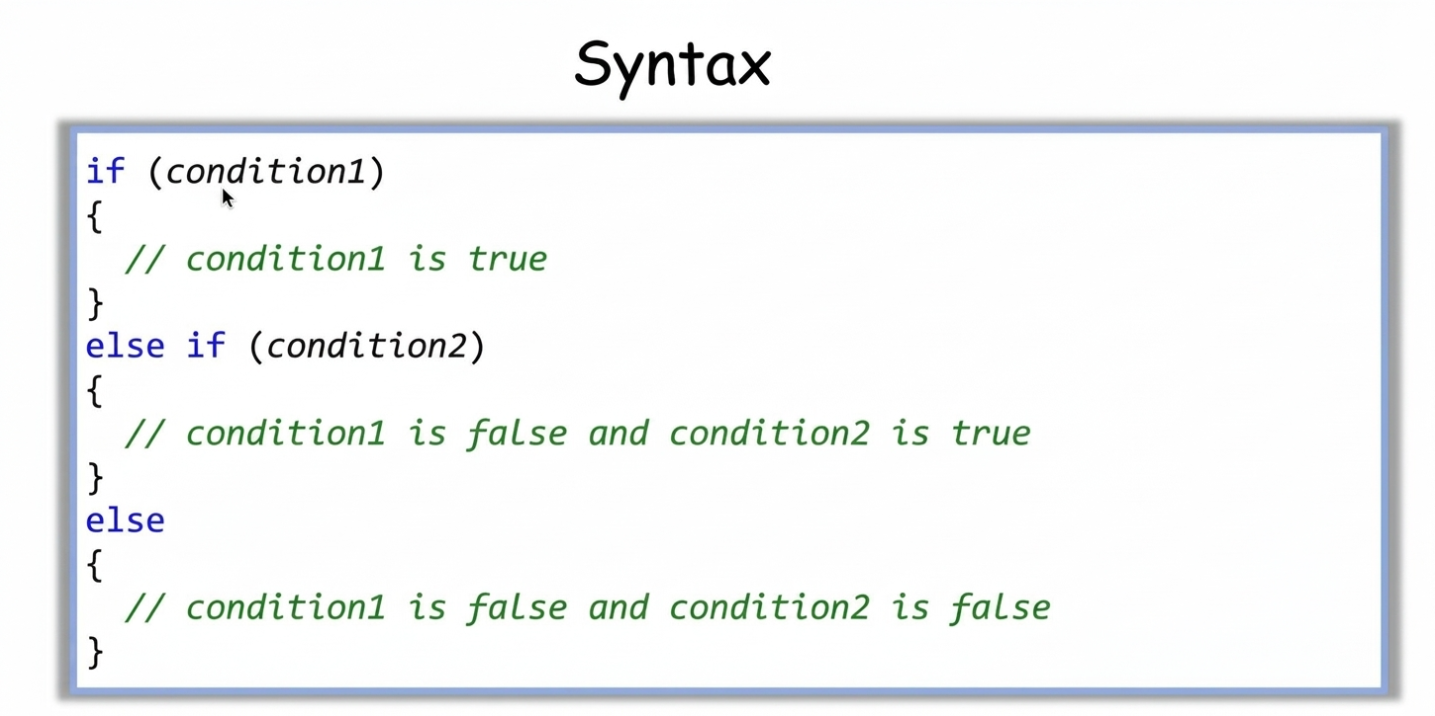 Syntax
if (condition1)
{
// condition1 is true
}
else if (condition2)
{
// condition1 is false and condition2 is true
}
else
{
// condition1 is false and condition2 is false
}